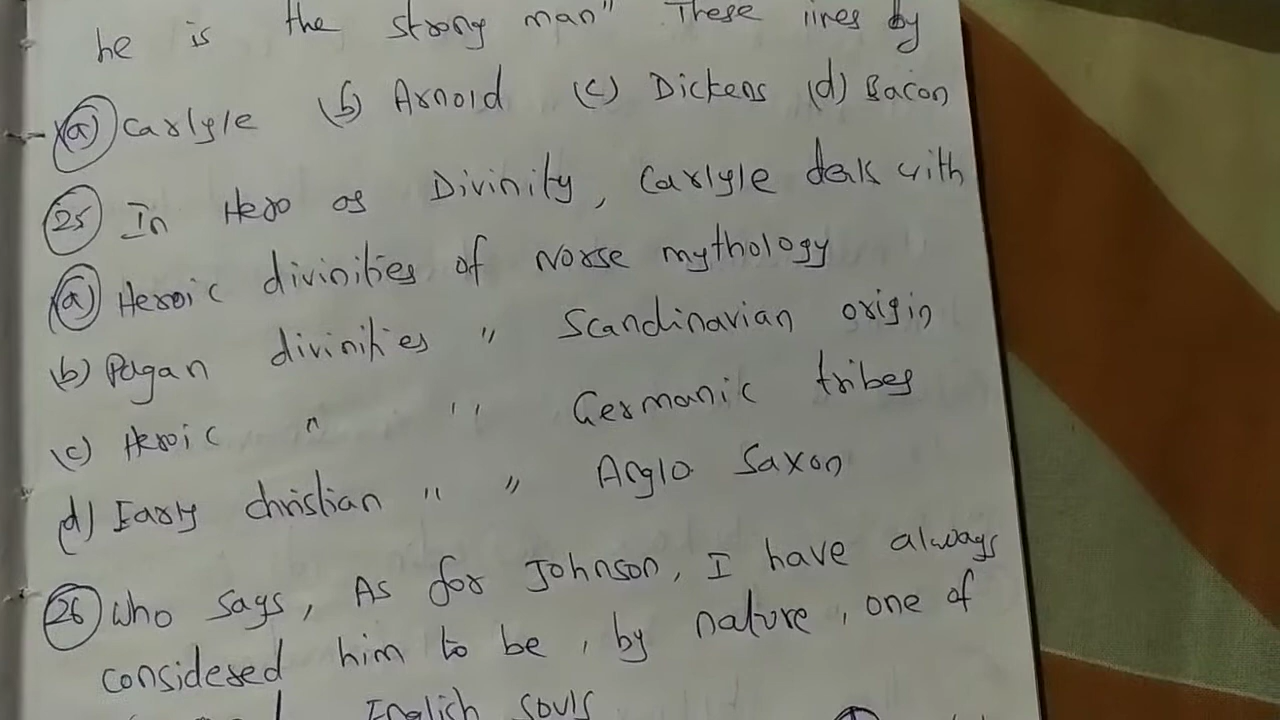 he is the strong man" These lines by
(a) Carlyle (b) Arnold (c) Dickens (d) Bacon
25 In Hero as Divinity, Carlyle deals with
(a) Heroic divinities of Norse mythology
(b) Pagan divinities " Scandinavian origin
(c) Heroic " " Germanic tribes
(d) Early christian " " Anglo Saxon
26 Who says, As for Johnson, I have always
considered him to be, by nature, one of
English souls